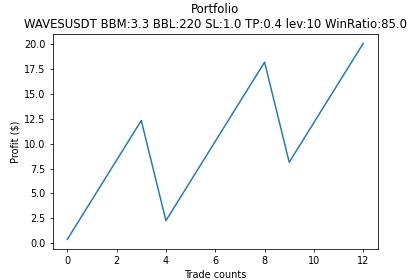 Portfolio
WAVESUSDT BBM:3.3 BBL:220 SL:1.0 TP:0.4 lev:10 WinRatio:85.0
20.0
17.5
15.0
12.5
10.0
7.5
5.0
2.5
0.0
Profit ($)
0 2 4 6 8 10 12
Trade counts